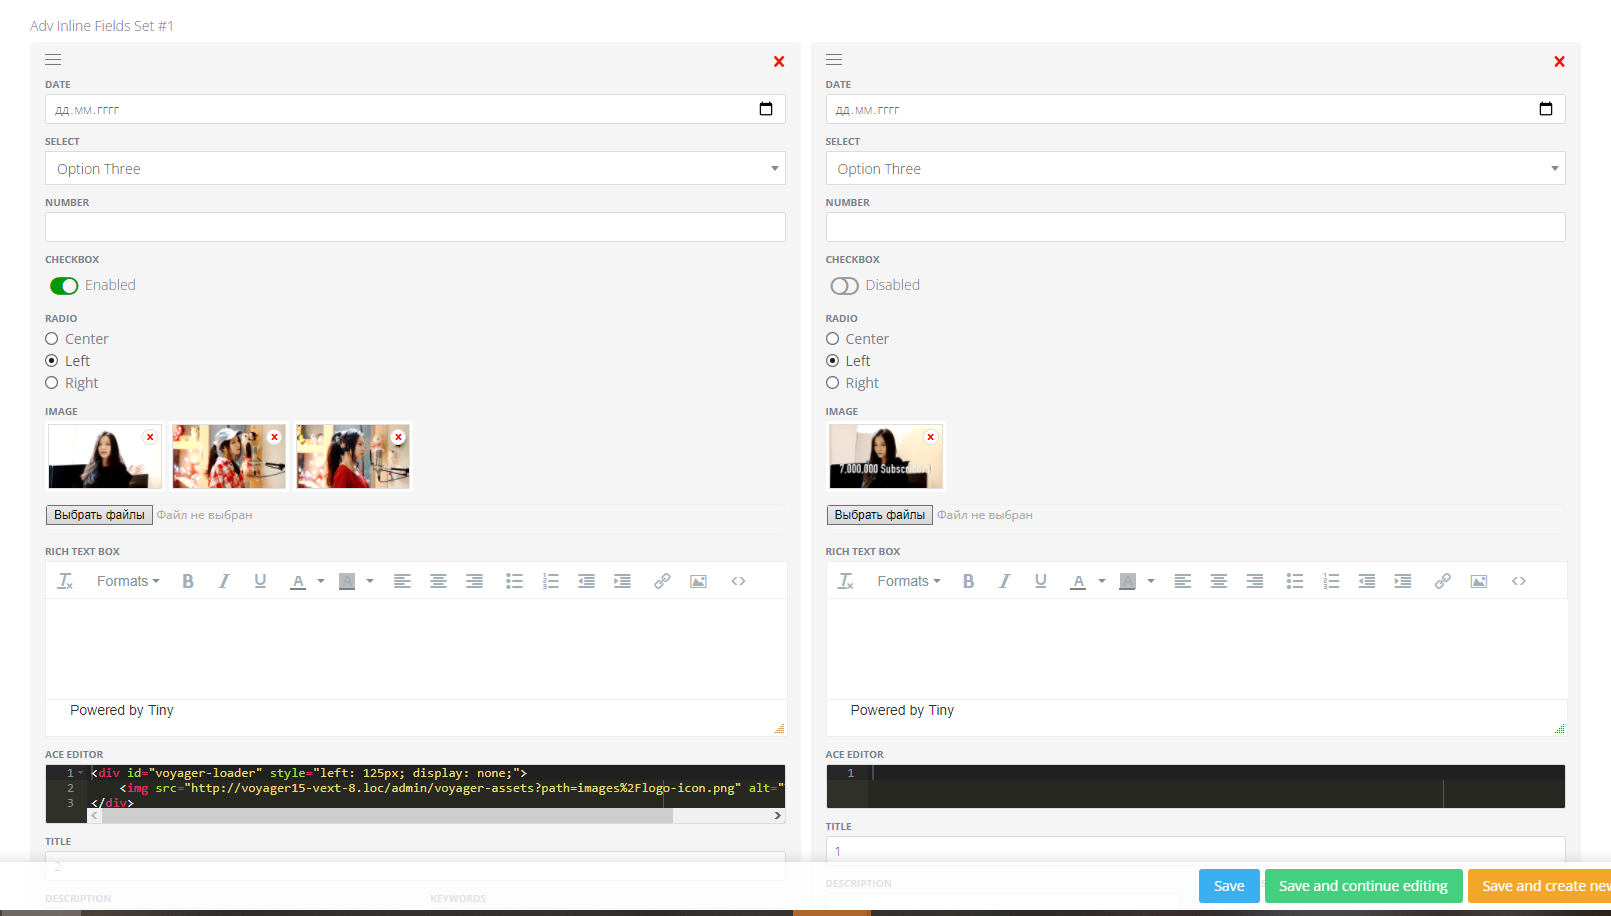 Adv Inline Fields Set #1
DATE
дд.мм.гггг
SELECT
Option Three
NUMBER
CHECKBOX
Enabled
RADIO
Center
Left
Right
IMAGE
x x x
Выбрать файлы Файл не выбран
RICH TEXT BOX
Formats B I U A A
Powered by Tiny
ACE EDITOR
1 <div id="voyager-loader" style="left: 125px; display: none;">
2 <img src="http://voyager15-vext-8.loc/admin/voyager-assets?path=images%2Flogo-icon.png" alt="
3 </div>
TITLE
2
DESCRIPTION KEYWORDS
DATE
дд.мм.гггг
SELECT
Option Three
NUMBER
CHECKBOX
Disabled
RADIO
Center
Left
Right
IMAGE
x
7,000,000 Subscribers!
Выбрать файлы Файл не выбран
RICH TEXT BOX
Formats B I U A A
Powered by Tiny
ACE EDITOR
1
TITLE
1
DESCRIPTION
Save Save and continue editing Save and create new